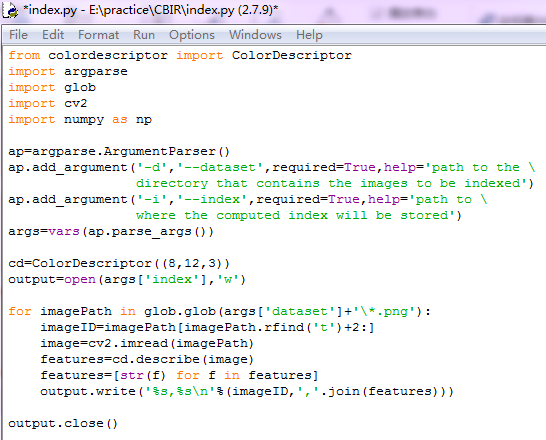 *index.py - E:\practice\CBIR\index.py (2.7.9)*
File Edit Format Run Options Windows Help
from colordescriptor import ColorDescriptor
import argparse
import glob
import cv2
import numpy as np

ap=argparse.ArgumentParser()
ap.add_argument('-d','--dataset',required=True,help='path to the \
                directory that contains the images to be indexed')
ap.add_argument('-i','--index',required=True,help='path to \
                where the computed index will be stored')
args=vars(ap.parse_args())

cd=ColorDescriptor((8,12,3))
output=open(args['index'],'w')

for imagePath in glob.glob(args['dataset']+'\*.png'):
    imageID=imagePath[imagePath.rfind('t')+2:]
    image=cv2.imread(imagePath)
    features=cd.describe(image)
    features=[str(f) for f in features]
    output.write('%s,%s\n'%(imageID,','.join(features)))

output.close()